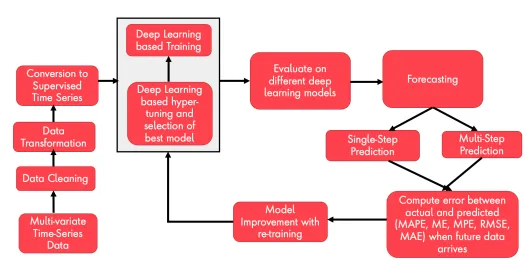 Deep Learning
based Training
Deep Learning
based hyper-
tuning and
selection of
best model
Conversion to
Supervised
Time Series
Data
Transformation
Data Cleaning
Multi-variate
Time-Series
Data
Evaluate on
different deep
learning models
Forecasting
Single-Step
Prediction
Multi-Step
Prediction
Compute error between
actual and predicted
(MAPE, ME, MPE, RMSE,
MAE) when future data
arrives
Model
Improvement with
re-training